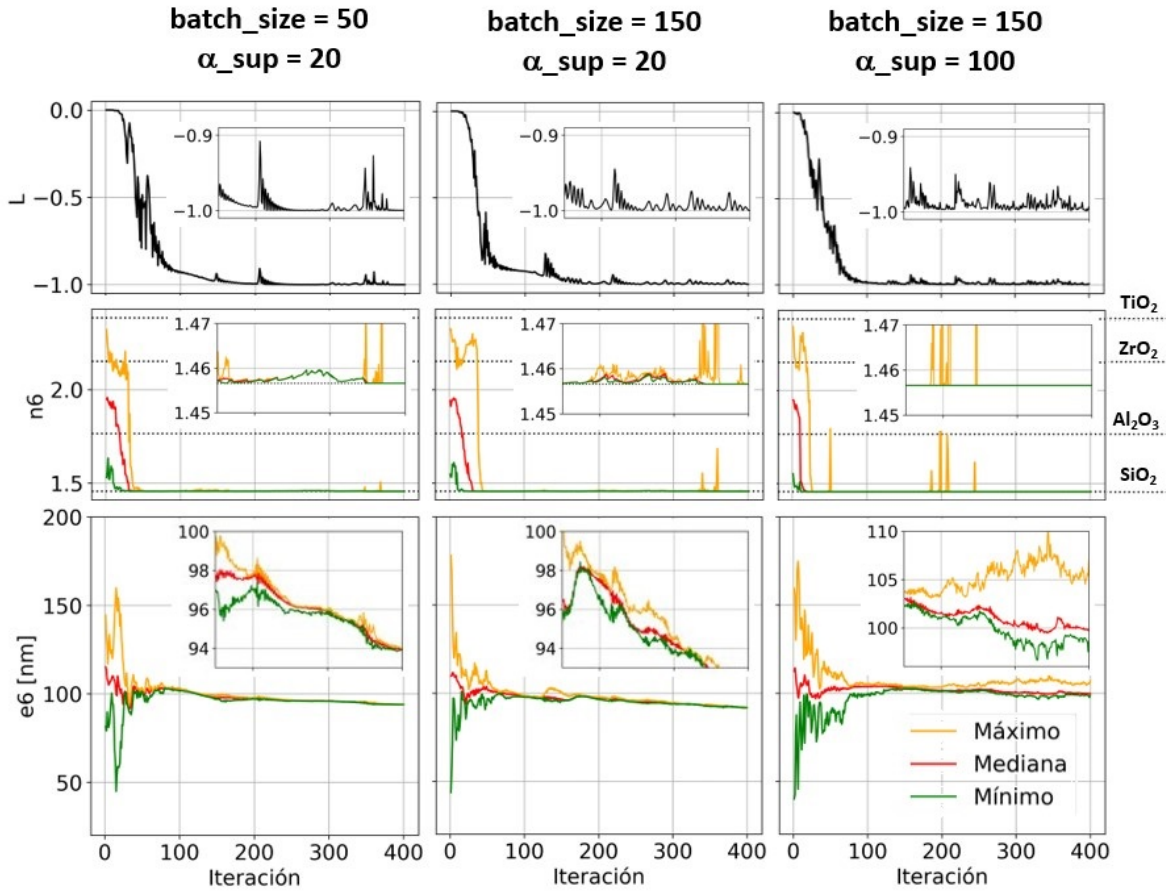 batch_size = 50
α_sup = 20
batch_size = 150
α_sup = 20
batch_size = 150
α_sup = 100
0.0
−0.5
−1.0
L
−0.9
−1.0
−0.9
−1.0
−0.9
−1.0
2.0
1.5
n6
1.47
1.46
1.45
1.47
1.46
1.45
1.47
1.46
1.45
TiO₂
ZrO₂
Al₂O₃
SiO₂
200
150
100
50
e6 [nm]
100
98
96
94
100
98
96
94
110
105
100
Máximo
Mediana
Mínimo
0 100 200 300 400
Iteración
0 100 200 300 400
Iteración
0 100 200 300 400
Iteración